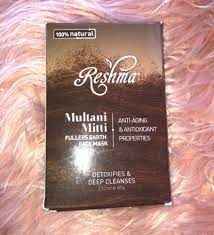 100% natural
Reshma
Multani
Mitti
FULLERS EARTH
FACE MASK
ANTI-AGING
& ANTIOXIDANT
PROPERTIES
DETOXIFIES &
DEEP CLEANSES